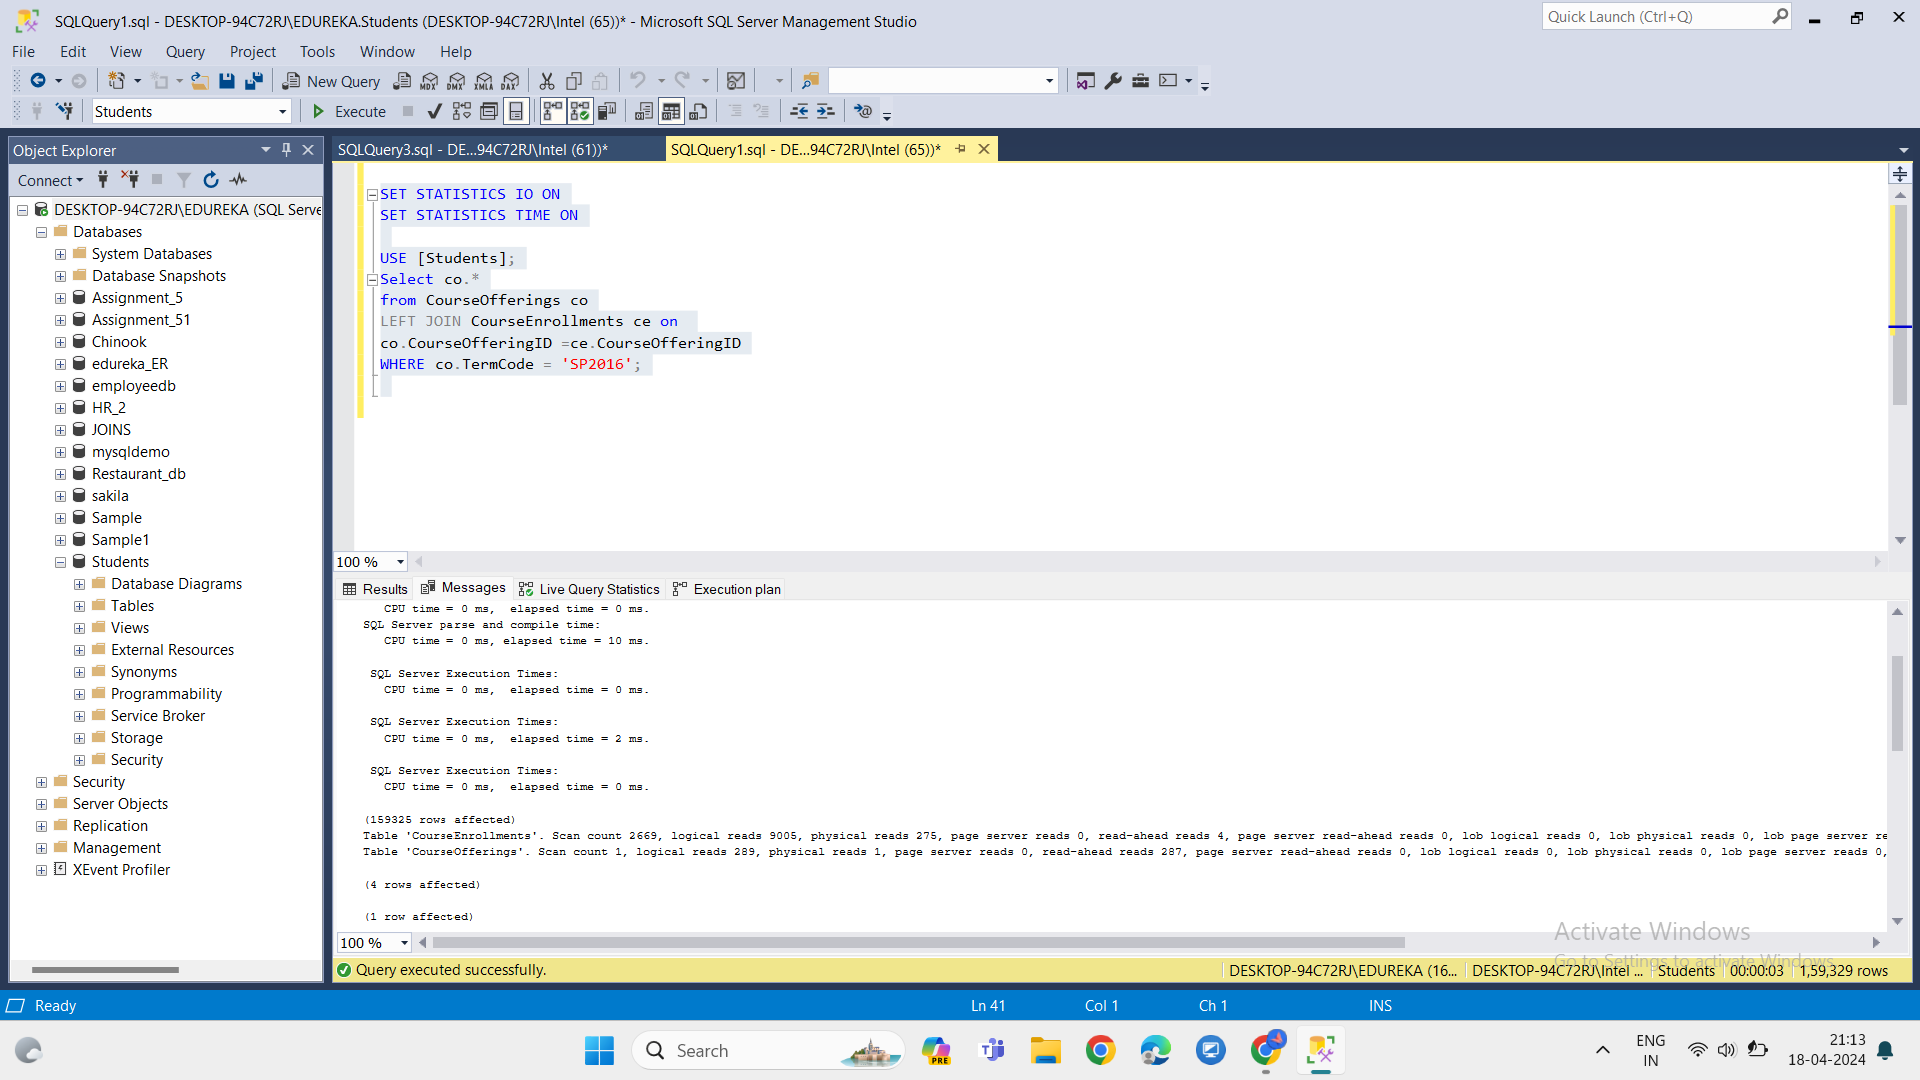 SQLQuery1.sql - DESKTOP-94C72RJ\EDUREKA.Students (DESKTOP-94C72RJ\Intel (65))* - Microsoft SQL Server Management Studio
Quick Launch (Ctrl+Q)
File Edit View Query Project Tools Window Help
New Query
MDX DMX XMLA DAX
Students
Execute
Object Explorer
Connect
DESKTOP-94C72RJ\EDUREKA (SQL Serve
Databases
System Databases
Database Snapshots
Assignment_5
Assignment_51
Chinook
edureka_ER
employeedb
HR_2
JOINS
mysqldemo
Restaurant_db
sakila
Sample
Sample1
Students
Database Diagrams
Tables
Views
External Resources
Synonyms
Programmability
Service Broker
Storage
Security
Security
Server Objects
Replication
Management
XEvent Profiler
SQLQuery3.sql - DE...94C72RJ\Intel (61))*
SQLQuery1.sql - DE...94C72RJ\Intel (65))*
SET STATISTICS IO ON
SET STATISTICS TIME ON
USE [Students];
Select co.*
from CourseOfferings co
LEFT JOIN CourseEnrollments ce on
co.CourseOfferingID =ce.CourseOfferingID
WHERE co.TermCode = 'SP2016';
100 %
Results Messages Live Query Statistics Execution plan
CPU time = 0 ms, elapsed time = 0 ms.
SQL Server parse and compile time:
CPU time = 0 ms, elapsed time = 10 ms.
SQL Server Execution Times:
CPU time = 0 ms, elapsed time = 0 ms.
SQL Server Execution Times:
CPU time = 0 ms, elapsed time = 2 ms.
SQL Server Execution Times:
CPU time = 0 ms, elapsed time = 0 ms.
(159325 rows affected)
Table 'CourseEnrollments'. Scan count 2669, logical reads 9005, physical reads 275, page server reads 0, read-ahead reads 4, page server read-ahead reads 0, lob logical reads 0, lob physical reads 0, lob page server re
Table 'CourseOfferings'. Scan count 1, logical reads 289, physical reads 1, page server reads 0, read-ahead reads 287, page server read-ahead reads 0, lob logical reads 0, lob physical reads 0, lob page server reads 0,
(4 rows affected)
(1 row affected)
100 %
Activate Windows
Go to Settings to activate Windows.
Query executed successfully.
DESKTOP-94C72RJ\EDUREKA (16... DESKTOP-94C72RJ\Intel ... Students 00:00:03 1,59,329 rows
Ready
Ln 41 Col 1 Ch 1 INS
Search
PRE
ENG
IN
21:13
18-04-2024